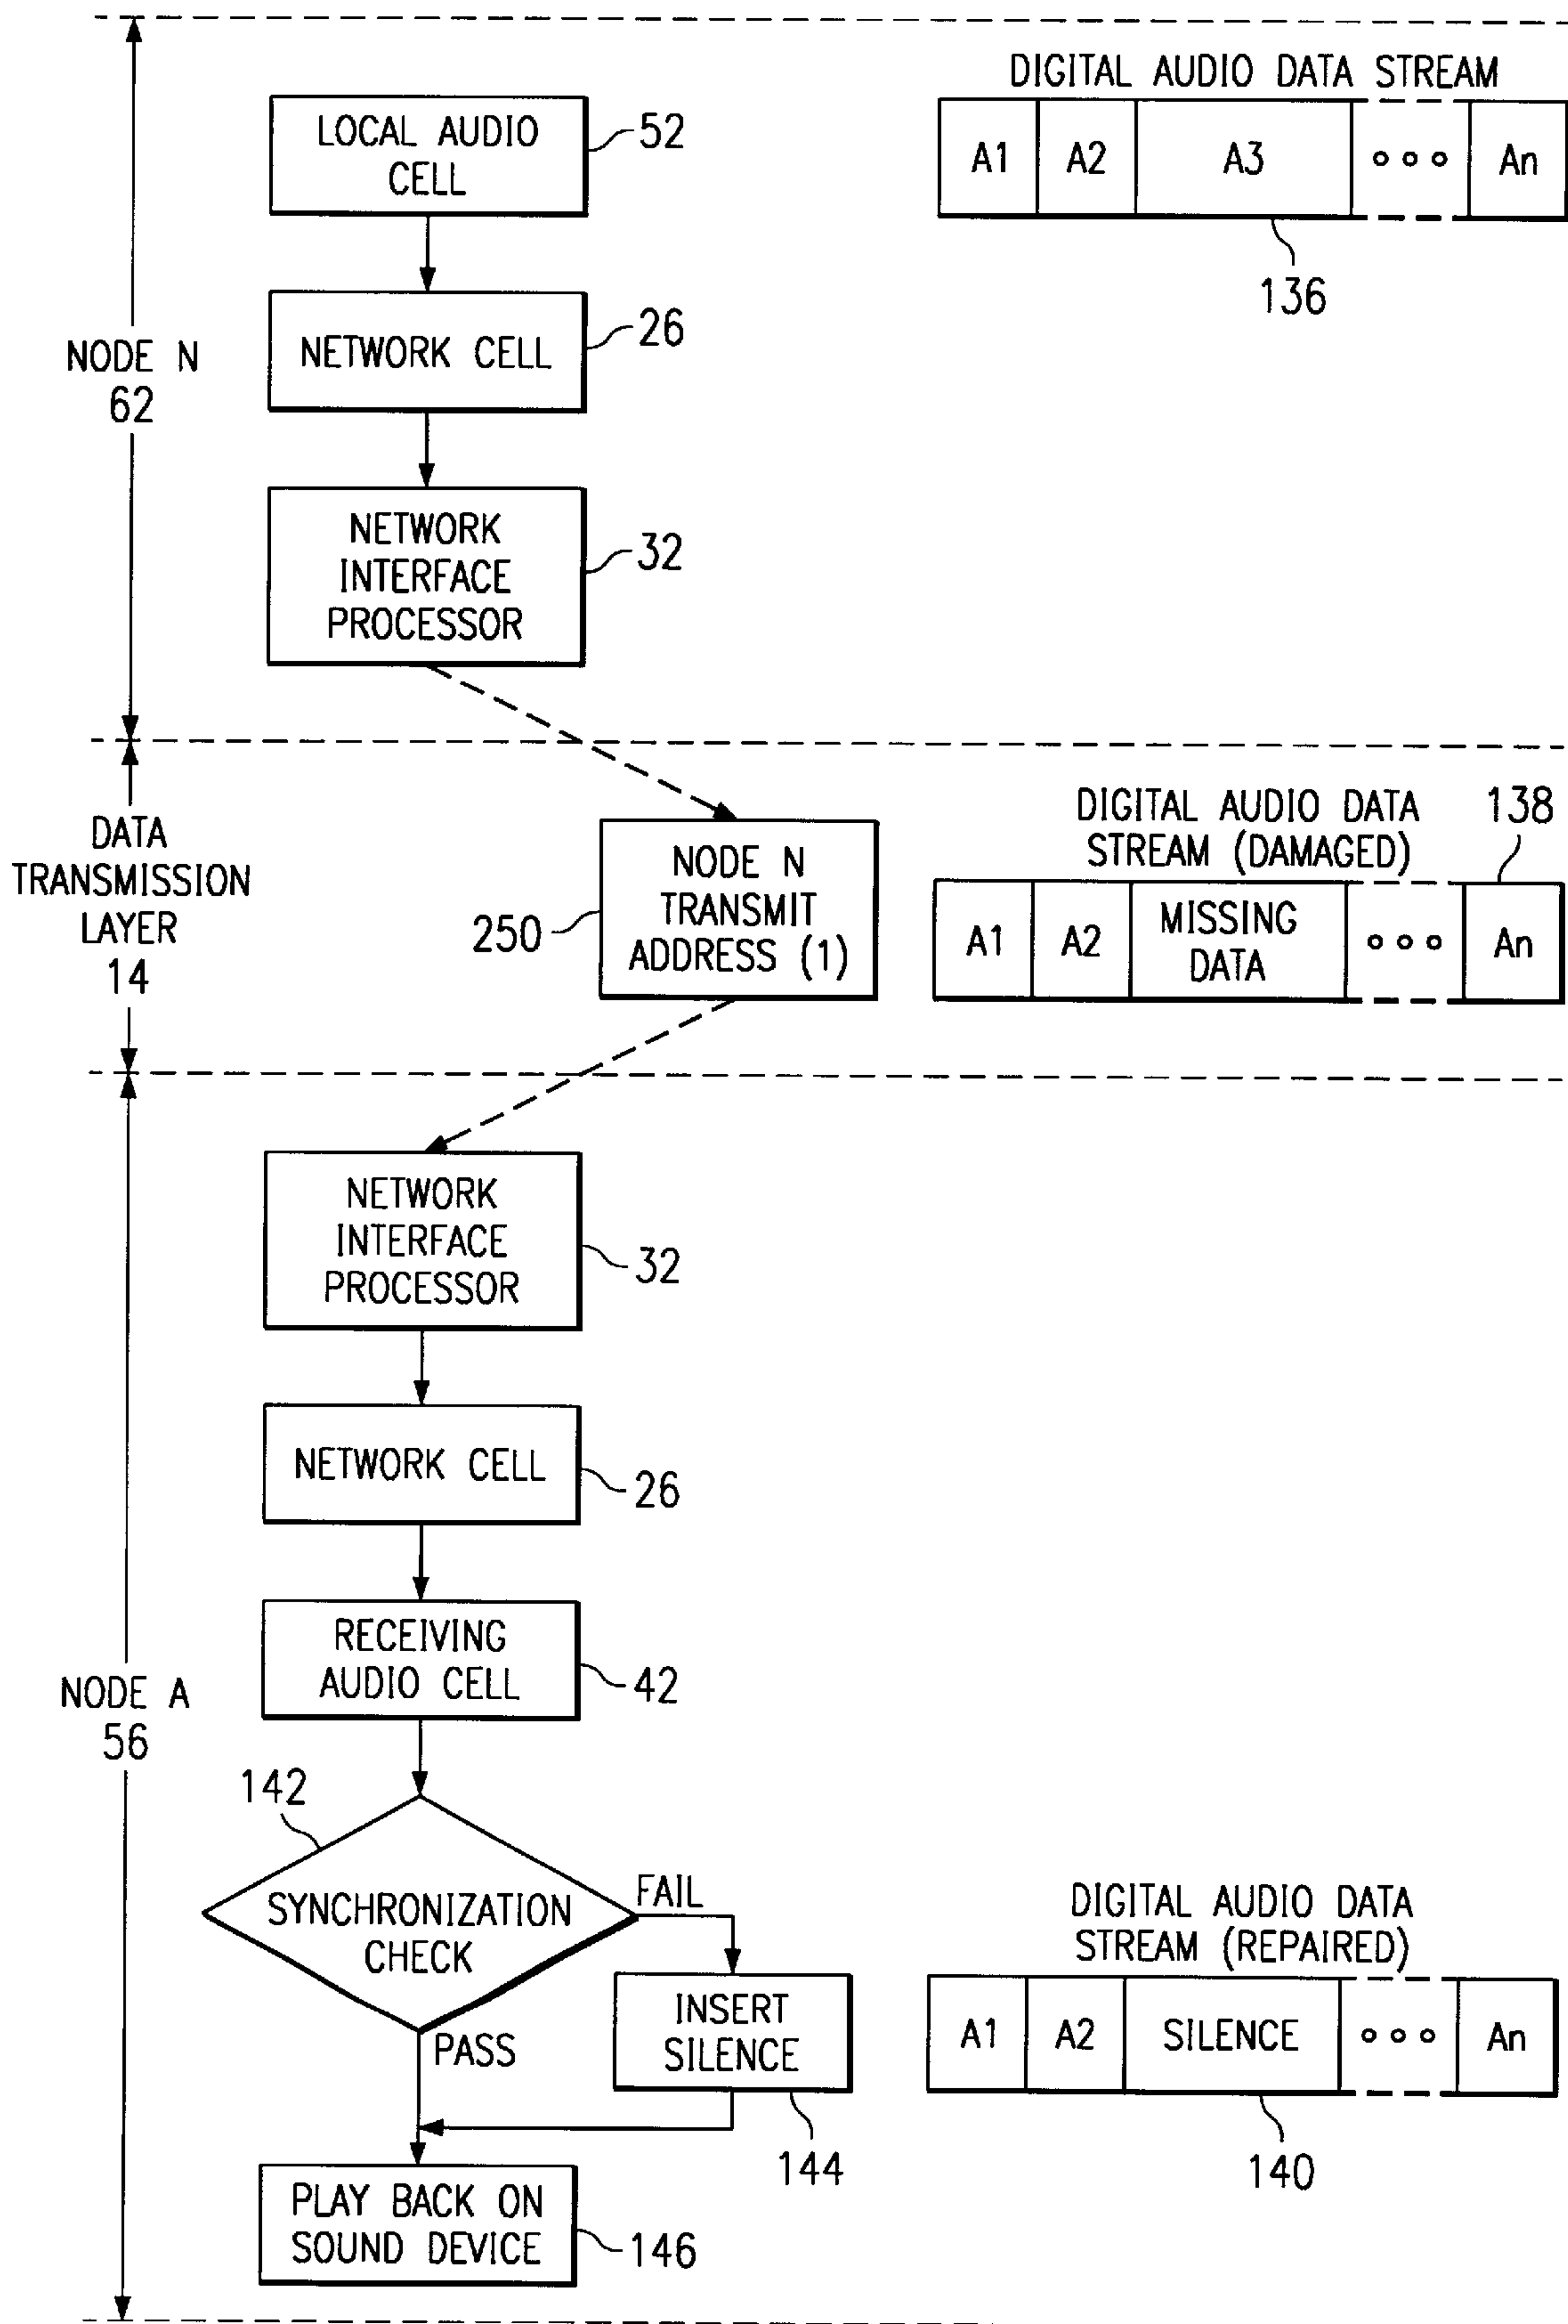 DIGITAL AUDIO DATA STREAM
LOCAL AUDIO
CELL
52
A1 A2 A3 An
136
NETWORK CELL
26
NODE N
62
NETWORK
INTERFACE
PROCESSOR
32
DATA
TRANSMISSION
LAYER
14
NODE N
TRANSMIT
ADDRESS (1)
250
DIGITAL AUDIO DATA
STREAM (DAMAGED)
138
A1 A2 MISSING
DATA An
NETWORK
INTERFACE
PROCESSOR
32
NETWORK CELL
26
RECEIVING
AUDIO CELL
42
NODE A
56
142
SYNCHRONIZATION
CHECK
FAIL
PASS
INSERT
SILENCE
144
DIGITAL AUDIO DATA
STREAM (REPAIRED)
A1 A2 SILENCE An
140
PLAY BACK ON
SOUND DEVICE
146